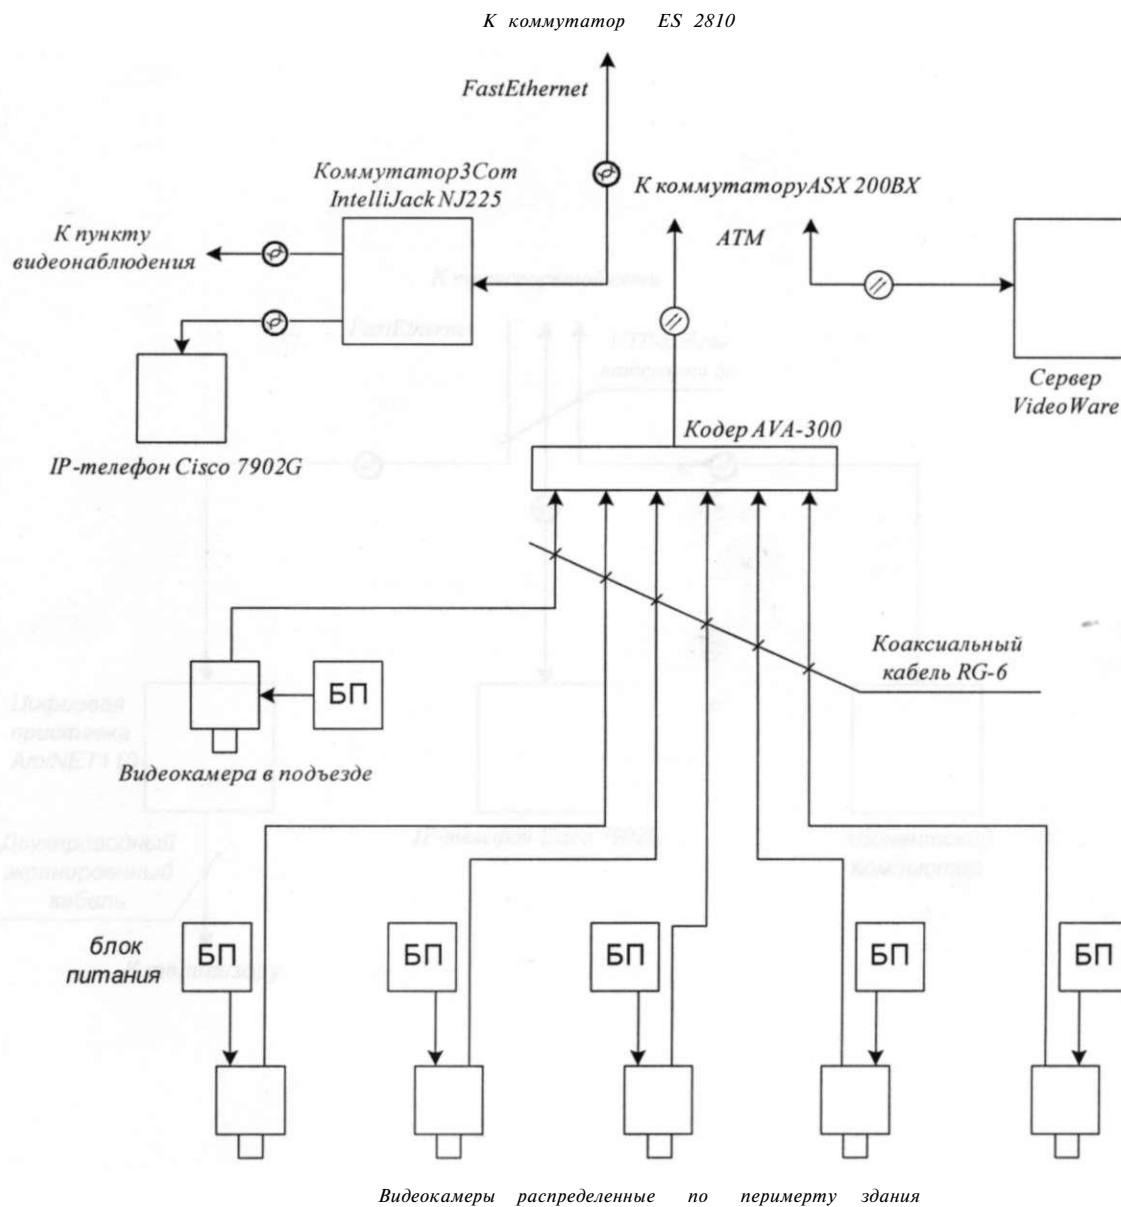 К коммутатор ES 2810
FastEthernet
Коммутатор3Com
IntelliJack NJ225
К коммутаторуASX 200BX
АТМ
К пункту
видеонаблюдения
Сервер
VideoWare
IP-телефон Cisco 7902G
Кодер AVA-300
Коаксиальный
кабель RG-6
БП
Видеокамера в подъезде
блок
питания
БП
БП
БП
БП
БП
Видеокамеры распределенные по перимерту здания